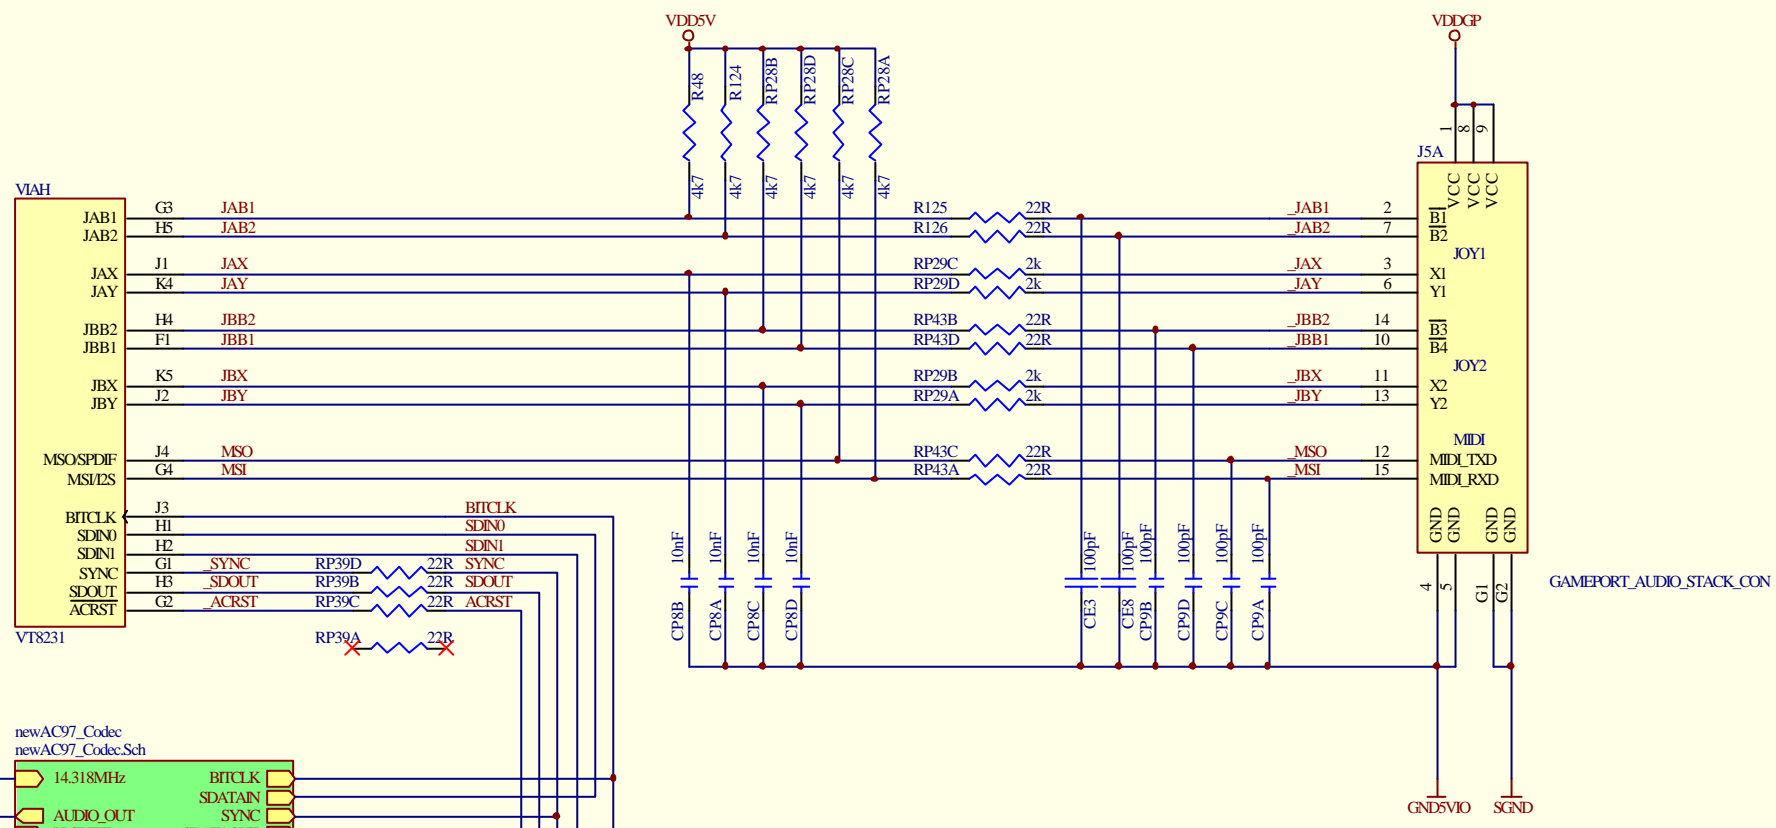 VDD5V
VDDGP
R48
R124
RP28B
RP28D
RP28C
RP28A
4k7
4k7
4k7
4k7
4k7
4k7
1
8
9
J5A
VCC
VCC
VCC
VIAH
JAB1 G3 JAB1 R125 22R _JAB1 2 B1
JAB2 H5 JAB2 R126 22R _JAB2 7 B2
JOY1
JAX J1 JAX RP29C 2k _JAX 3 X1
JAY K4 JAY RP29D 2k _JAY 6 Y1
JBB2 H4 JBB2 RP43B 22R _JBB2 14 B3
JBB1 F1 JBB1 RP43D 22R _JBB1 10 B4
JOY2
JBX K5 JBX RP29B 2k _JBX 11 X2
JBY J2 JBY RP29A 2k _JBY 13 Y2
MIDI
MSO/SPDIF J4 MSO RP43C 22R _MSO 12 MIDI_TXD
MSI/I2S G4 MSI RP43A 22R _MSI 15 MIDI_RXD
BITCLK J3 BITCLK
SDIN0 H1 SDIN0
SDIN1 H2 SDIN1
SYNC G1 _SYNC RP39D 22R SYNC
SDOUT H3 _SDOUT RP39B 22R SDOUT
ACRST G2 _ACRST RP39C 22R ACRST
VT8231
RP39A 22R
10nF
10nF
10nF
10nF
100pF
100pF
100pF
100pF
100pF
100pF
CP8B
CP8A
CP8C
CP8D
CE3
CE8
CP9B
CP9D
CP9C
CP9A
GND
GND
GND
GND
4
5
G1
G2
GAMEPORT_AUDIO_STACK_CON
GND5VIO
SGND
newAC97_Codec
newAC97_Codec.Sch
14.318MHz BITCLK
SDATAIN
AUDIO_OUT SYNC